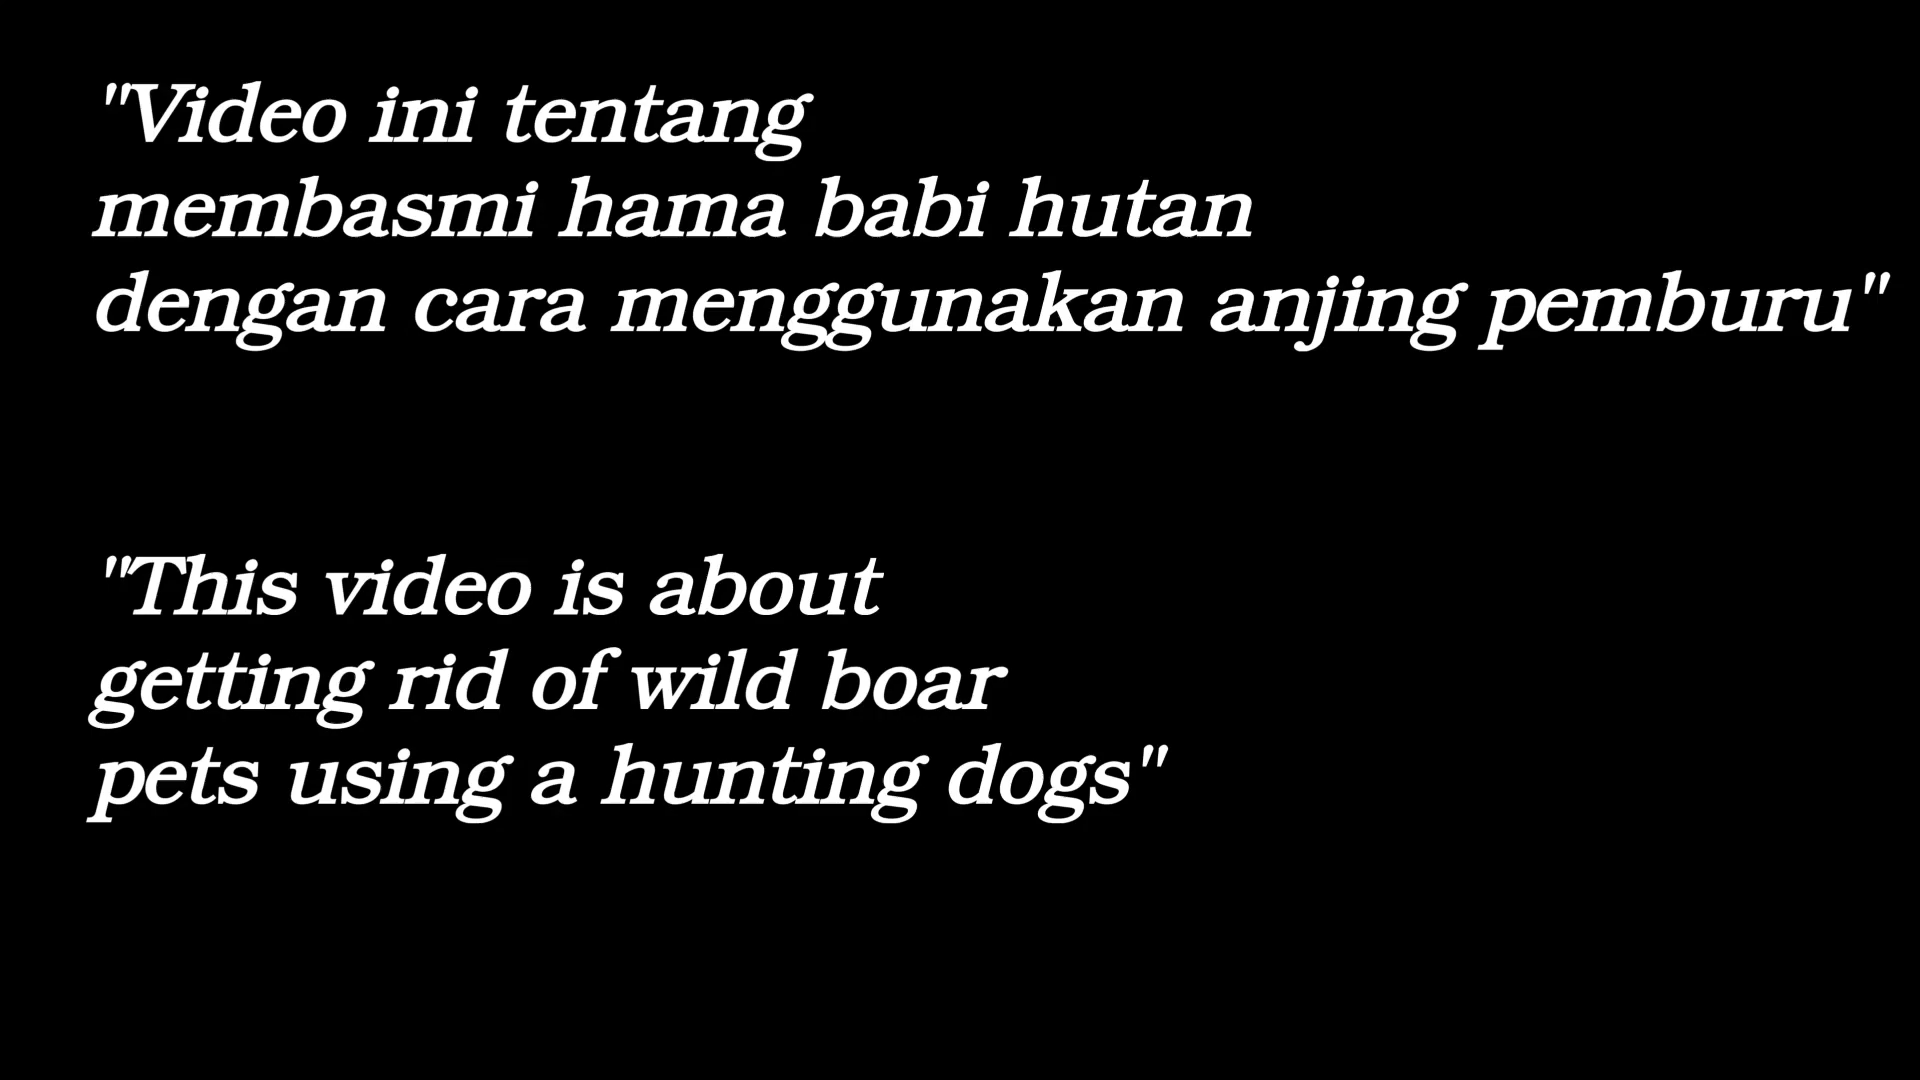 "Video ini tentang
membasmi hama babi hutan
dengan cara menggunakan anjing pemburu"
"This video is about
getting rid of wild boar
pets using a hunting dogs"